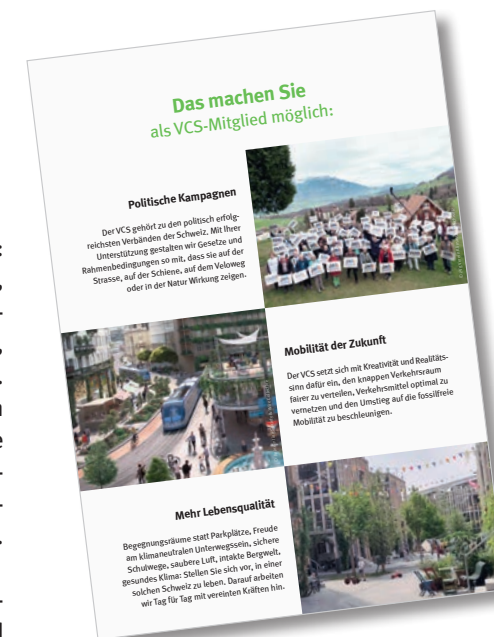 Das machen Sie
als VCS-Mitglied möglich:
Politische Kampagnen
Der VCS gehört zu den politisch erfolg-
reichsten Verbänden der Schweiz. Mit Ihrer
Unterstützung gestalten wir Gesetze und
Rahmenbedingungen so mit, dass sie auf der
Strasse, auf der Schiene, auf dem Veloweg
oder in der Natur Wirkung zeigen.
Mobilität der Zukunft
Der VCS setzt sich mit Kreativität und Realitäts-
sinn dafür ein, den knappen Verkehrsraum
fairer zu verteilen, Verkehrsmittel optimal zu
vernetzen und den Umstieg auf die fossilfreie
Mobilität zu beschleunigen.
Mehr Lebensqualität
Begegnungsräume statt Parkplätze, Freude
am klimaneutralen Unterwegssein, sichere
Schulwege, saubere Luft, intakte Bergwelt,
gesundes Klima: Stellen Sie sich vor, in einer
solchen Schweiz zu leben. Darauf arbeiten
wir Tag für Tag mit vereinten Kräften hin.